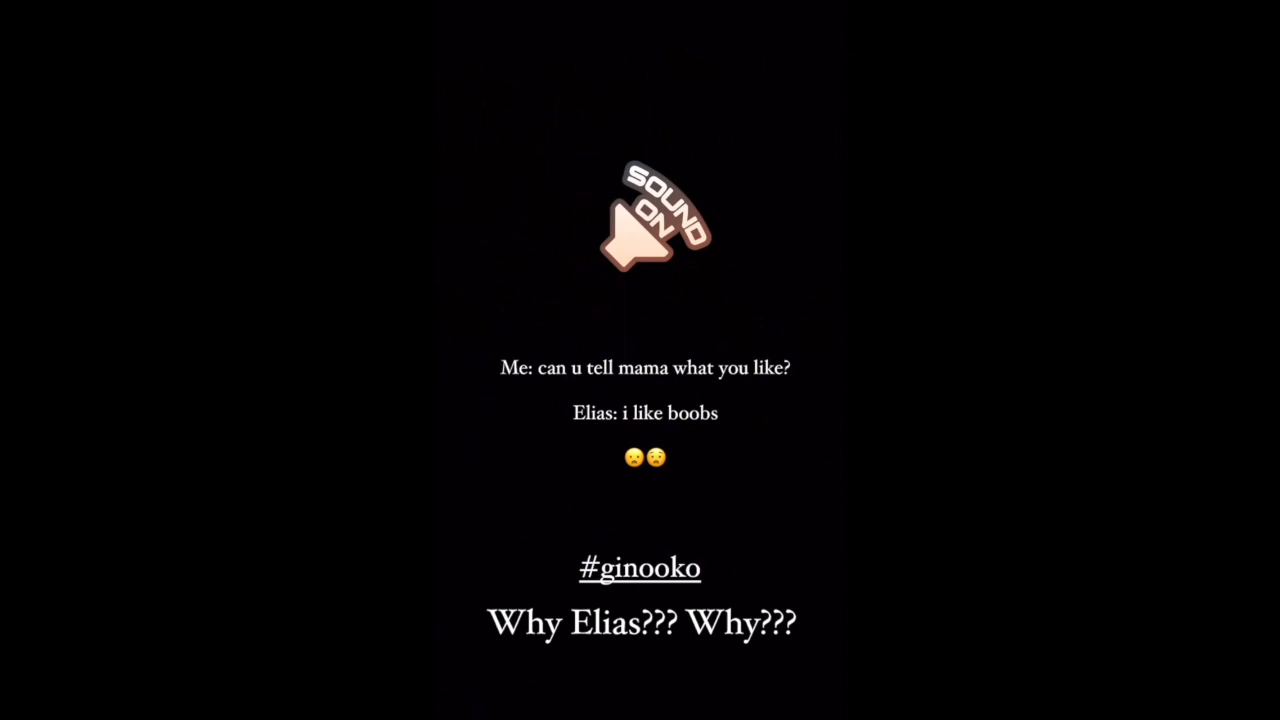 SOUND
ON
Me: can u tell mama what you like?
Elias: i like boobs
😦😧
#ginooko
Why Elias??? Why???